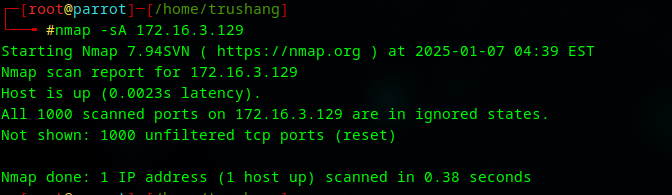 ┌─[root@parrot]─[/home/trushang]
└──╼ #nmap -sA 172.16.3.129
Starting Nmap 7.94SVN ( https://nmap.org ) at 2025-01-07 04:39 EST
Nmap scan report for 172.16.3.129
Host is up (0.0023s latency).
All 1000 scanned ports on 172.16.3.129 are in ignored states.
Not shown: 1000 unfiltered tcp ports (reset)
Nmap done: 1 IP address (1 host up) scanned in 0.38 seconds